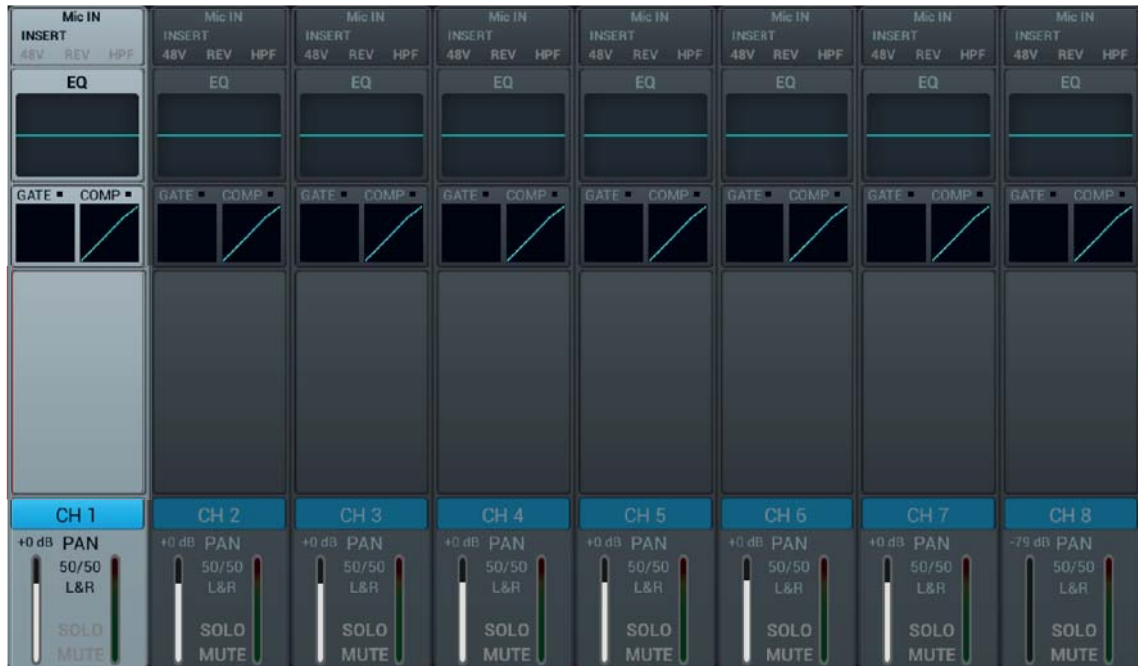 Mic IN Mic IN Mic IN Mic IN Mic IN Mic IN Mic IN Mic IN
INSERT INSERT INSERT INSERT INSERT INSERT INSERT INSERT
48V REV HPF 48V REV HPF 48V REV HPF 48V REV HPF 48V REV HPF 48V REV HPF 48V REV HPF 48V REV HPF
EQ EQ EQ EQ EQ EQ EQ EQ
GATE COMP GATE COMP GATE COMP GATE COMP GATE COMP GATE COMP GATE COMP GATE COMP
CH 1 CH 2 CH 3 CH 4 CH 5 CH 6 CH 7 CH 8
+0 dB PAN +0 dB PAN +0 dB PAN +0 dB PAN +0 dB PAN +0 dB PAN +0 dB PAN -79 dB PAN
50/50 50/50 50/50 50/50 50/50 50/50 50/50 50/50
L&R L&R L&R L&R L&R L&R L&R L&R
SOLO SOLO SOLO SOLO SOLO SOLO SOLO SOLO
MUTE MUTE MUTE MUTE MUTE MUTE MUTE MUTE